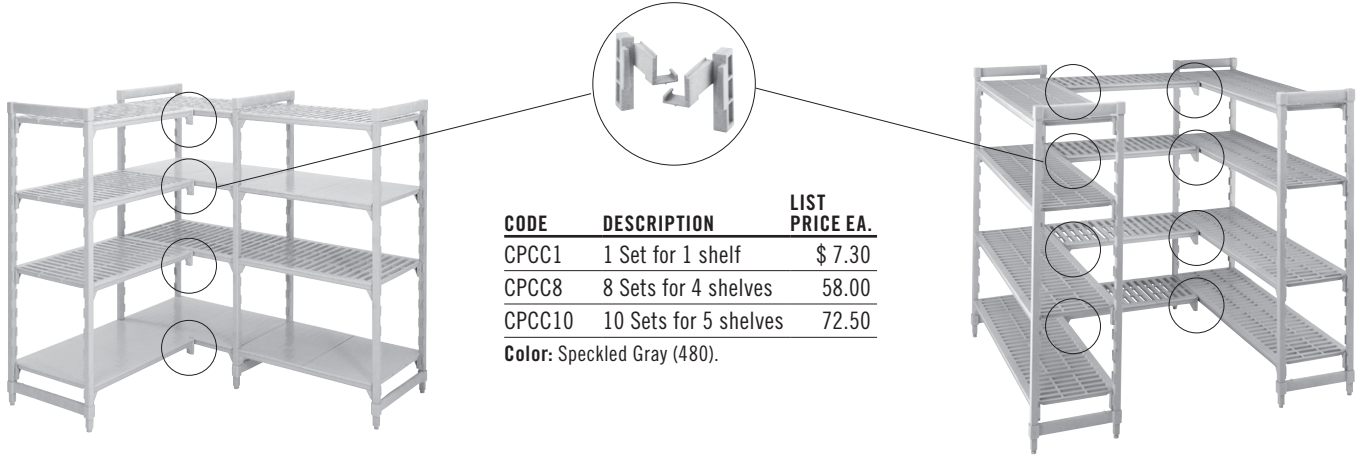 CODE DESCRIPTION LIST PRICE EA.
CPCC1 1 Set for 1 shelf $ 7.30
CPCC8 8 Sets for 4 shelves 58.00
CPCC10 10 Sets for 5 shelves 72.50
Color: Speckled Gray (480).